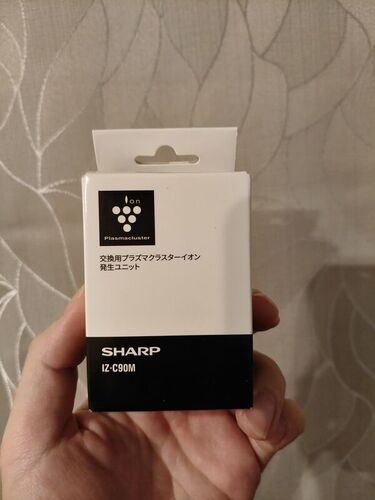 Ion
Plasmacluster
交換用プラズマクラスターイオン
発生ユニット
SHARP
IZ-C90M